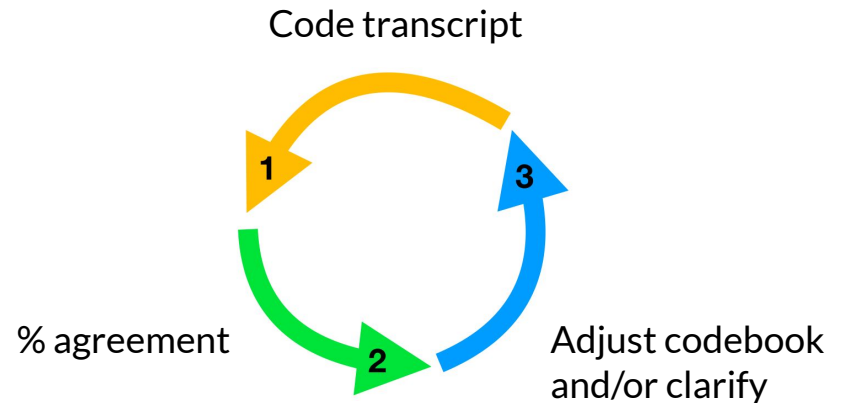 Code transcript
1
3
% agreement
2
Adjust codebook
and/or clarify